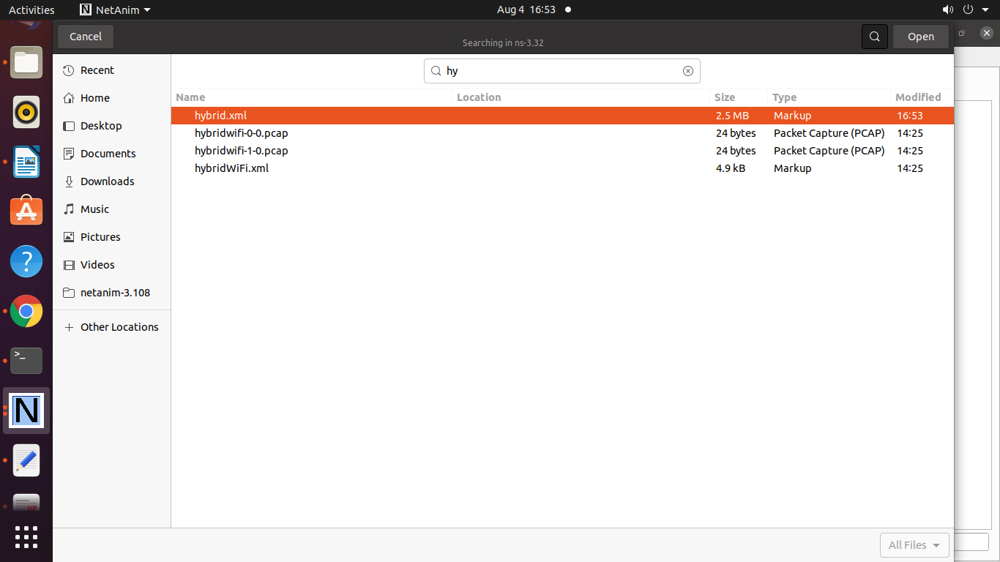 Activities NetAnim Aug 4 16:53
Cancel Searching in ns-3.32 Open
Recent
Home
Desktop
Documents
Downloads
Music
Pictures
Videos
netanim-3.108
Other Locations
hy
Name Location Size Type Modified
hybrid.xml 2.5 MB Markup 16:53
hybridwifi-0-0.pcap 24 bytes Packet Capture (PCAP) 14:25
hybridwifi-1-0.pcap 24 bytes Packet Capture (PCAP) 14:25
hybridWiFi.xml 4.9 kB Markup 14:25
All Files